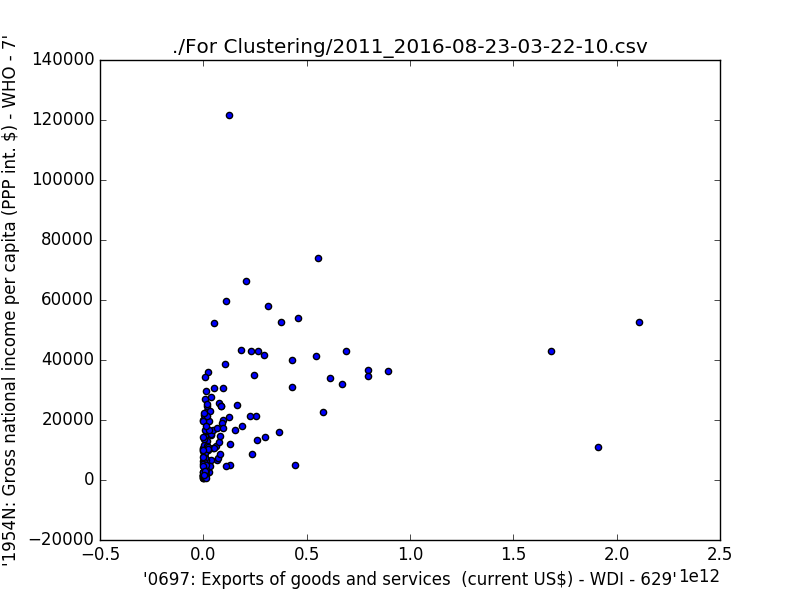 ./For Clustering/2011_2016-08-23-03-22-10.csv
'1954N: Gross national income per capita (PPP int. $) - WHO - 7'
140000
120000
100000
80000
60000
40000
20000
0
−20000
−0.5 0.0 0.5 1.0 1.5 2.0 2.5
1e12
'0697: Exports of goods and services  (current US$) - WDI - 629'